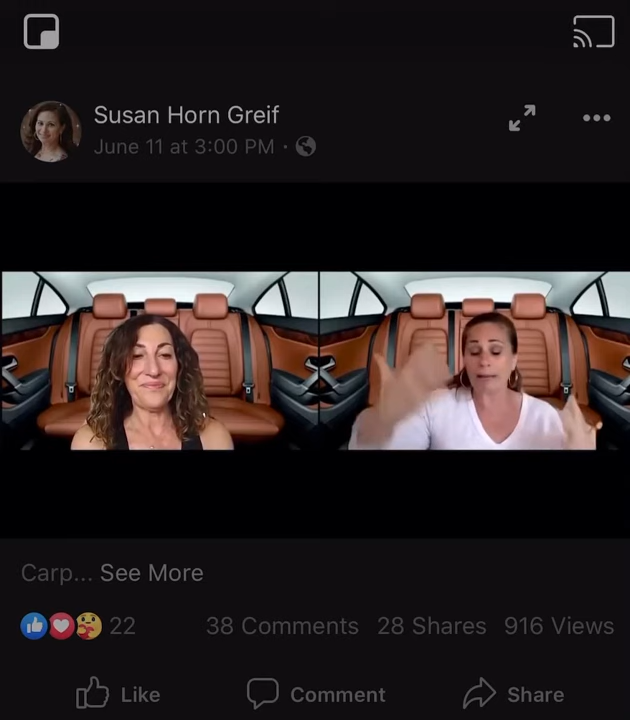 Susan Horn Greif
June 11 at 3:00 PM ·
Carp... See More
22 38 Comments 28 Shares 916 Views
Like Comment Share